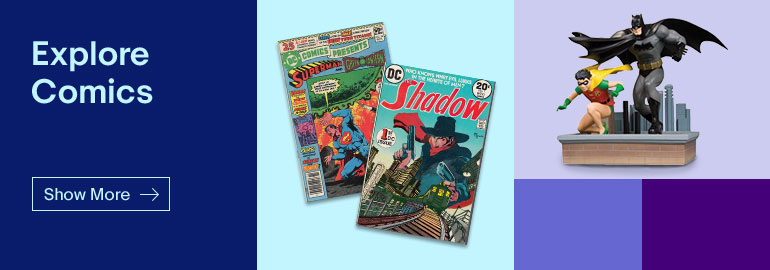 Explore
Comics
Show More
DC COMICS PRESENTS
SUPERMAN
DC
WHO KNOWS WHAT EVIL LURKS
IN THE HEARTS OF MEN?
20¢
The
Shadow
1ST DC
ISSUE